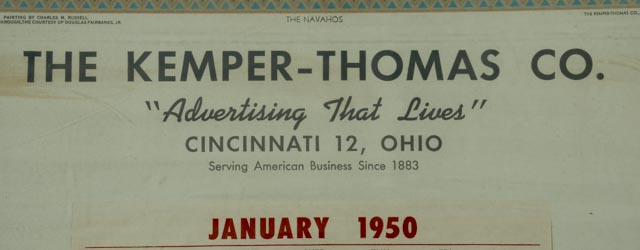 PAINTING BY CHARLES M. RUSSELL
THROUGH THE COURTESY OF DOUGLAS FAIRBANKS, JR.
THE NAVAHOS
THE KEMPER-THOMAS CO.,
THE KEMPER-THOMAS CO.
"Advertising That Lives"
CINCINNATI 12, OHIO
Serving American Business Since 1883
JANUARY 1950